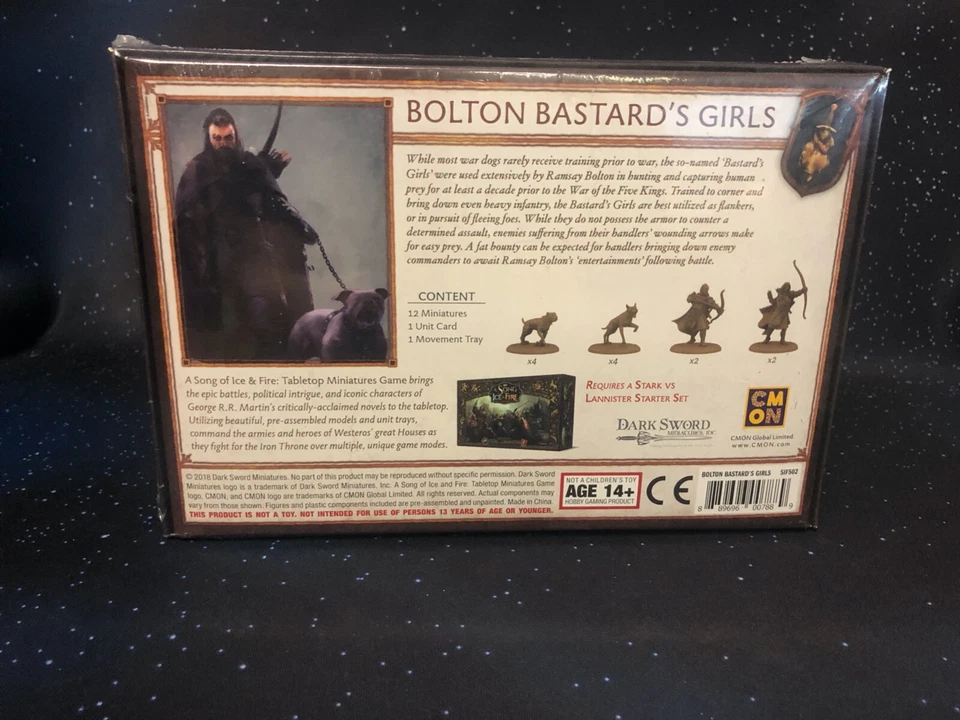 BOLTON BASTARD'S GIRLS
While most war dogs rarely receive training prior to war, the so-named 'Bastard's
Girls' were used extensively by Ramsay Bolton in hunting and capturing human
prey for at least a decade prior to the War of the Five Kings. Trained to corner and
bring down even heavy infantry, the Bastard's Girls are best utilized as flankers,
or in pursuit of fleeing foes. While they do not possess the armor to counter a
determined assault, enemies suffering from their handlers' wounding arrows make
for easy prey. A fat bounty can be expected for handlers bringing down enemy
commanders to await Ramsay Bolton's 'entertainments' following battle.
CONTENT
12 Miniatures
1 Unit Card
1 Movement Tray
x4
x4
x2
x2
A Song of Ice & Fire: Tabletop Miniatures Game brings
the epic battles, political intrigue, and iconic characters of
George R.R. Martin's critically-acclaimed novels to the tabletop.
Utilizing beautiful, pre-assembled models and unit trays,
command the armies and heroes of Westeros' great Houses as
they fight for the Iron Throne over multiple, unique game modes.
SONG
ICE & FIRE
REQUIRES A STARK VS
LANNISTER STARTER SET
DARK SWORD
MINIATURES, INC
CM
ON
CMON Global Limited
www.CMON.com
© 2018 Dark Sword Miniatures. No part of this product may be reproduced without specific permission. Dark Sword
Miniatures logo is a trademark of Dark Sword Miniatures, Inc. A Song of Ice and Fire: Tabletop Miniatures Game
logo, CMON, and CMON logo are trademarks of CMON Global Limited. All rights reserved. Actual components may
vary from those shown. Figures and plastic components included are pre-assembled and unpainted. Made in China.
THIS PRODUCT IS NOT A TOY. NOT INTENDED FOR USE OF PERSONS 13 YEARS OF AGE OR YOUNGER.
NOT A CHILDREN'S TOY
AGE 14+
HOBBY GAMING PRODUCT
CE
BOLTON BASTARD'S GIRLS SIF502
8 89696 00788 9